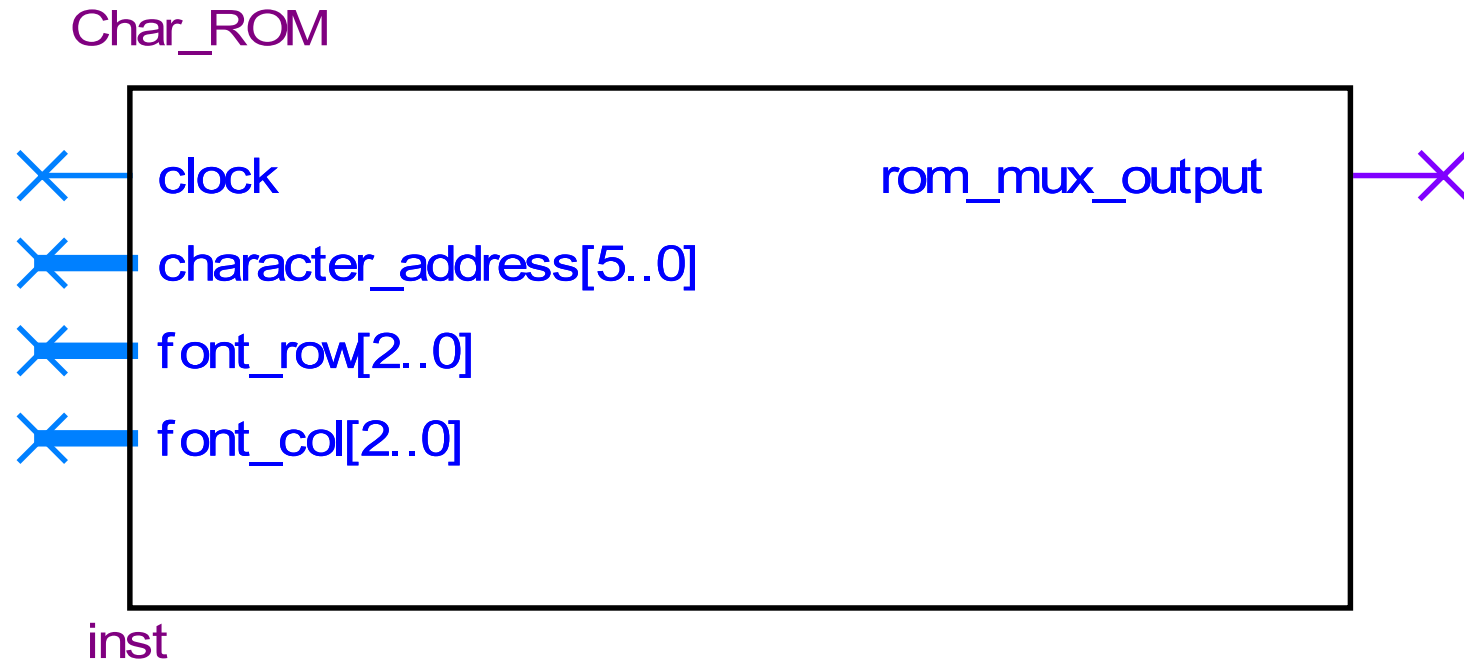 Char_ROM
clock rom_mux_output
character_address[5..0]
font_row[2..0]
font_col[2..0]
inst